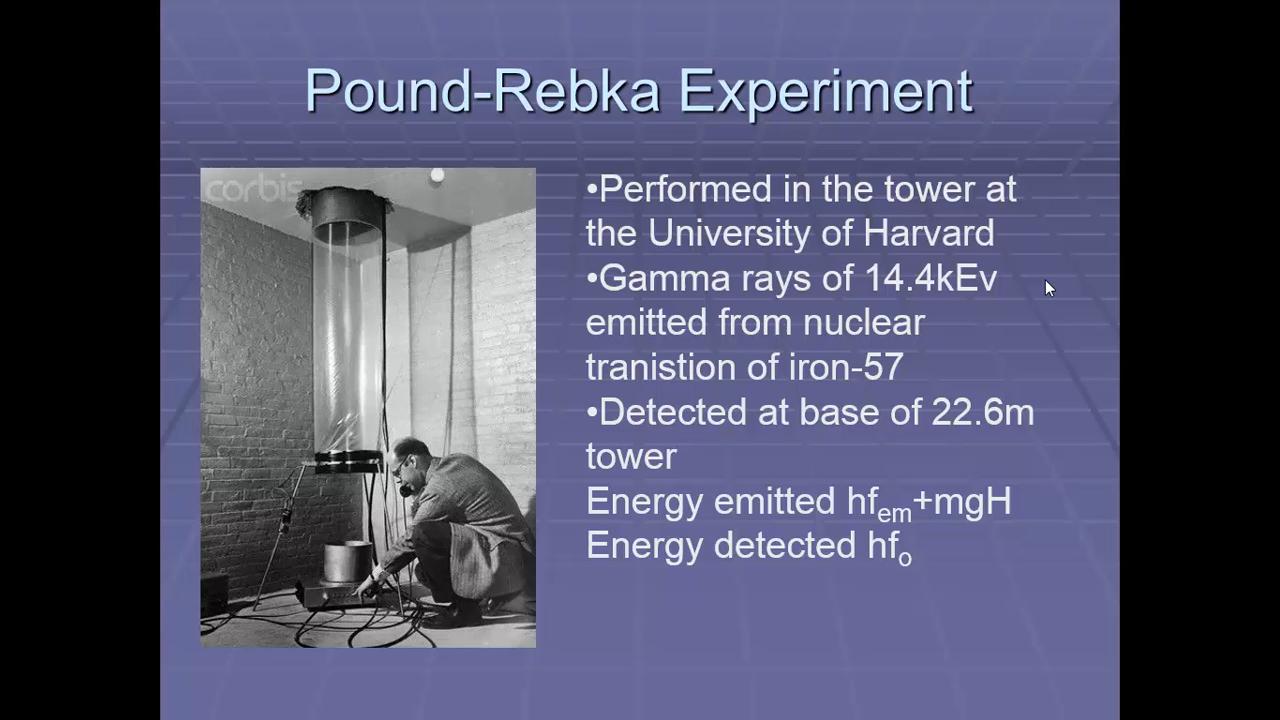 Pound-Rebka Experiment
corbis
•Performed in the tower at
the University of Harvard
•Gamma rays of 14.4kEv
emitted from nuclear
tranistion of iron-57
•Detected at base of 22.6m
tower
Energy emitted hfem+mgH
Energy detected hfo